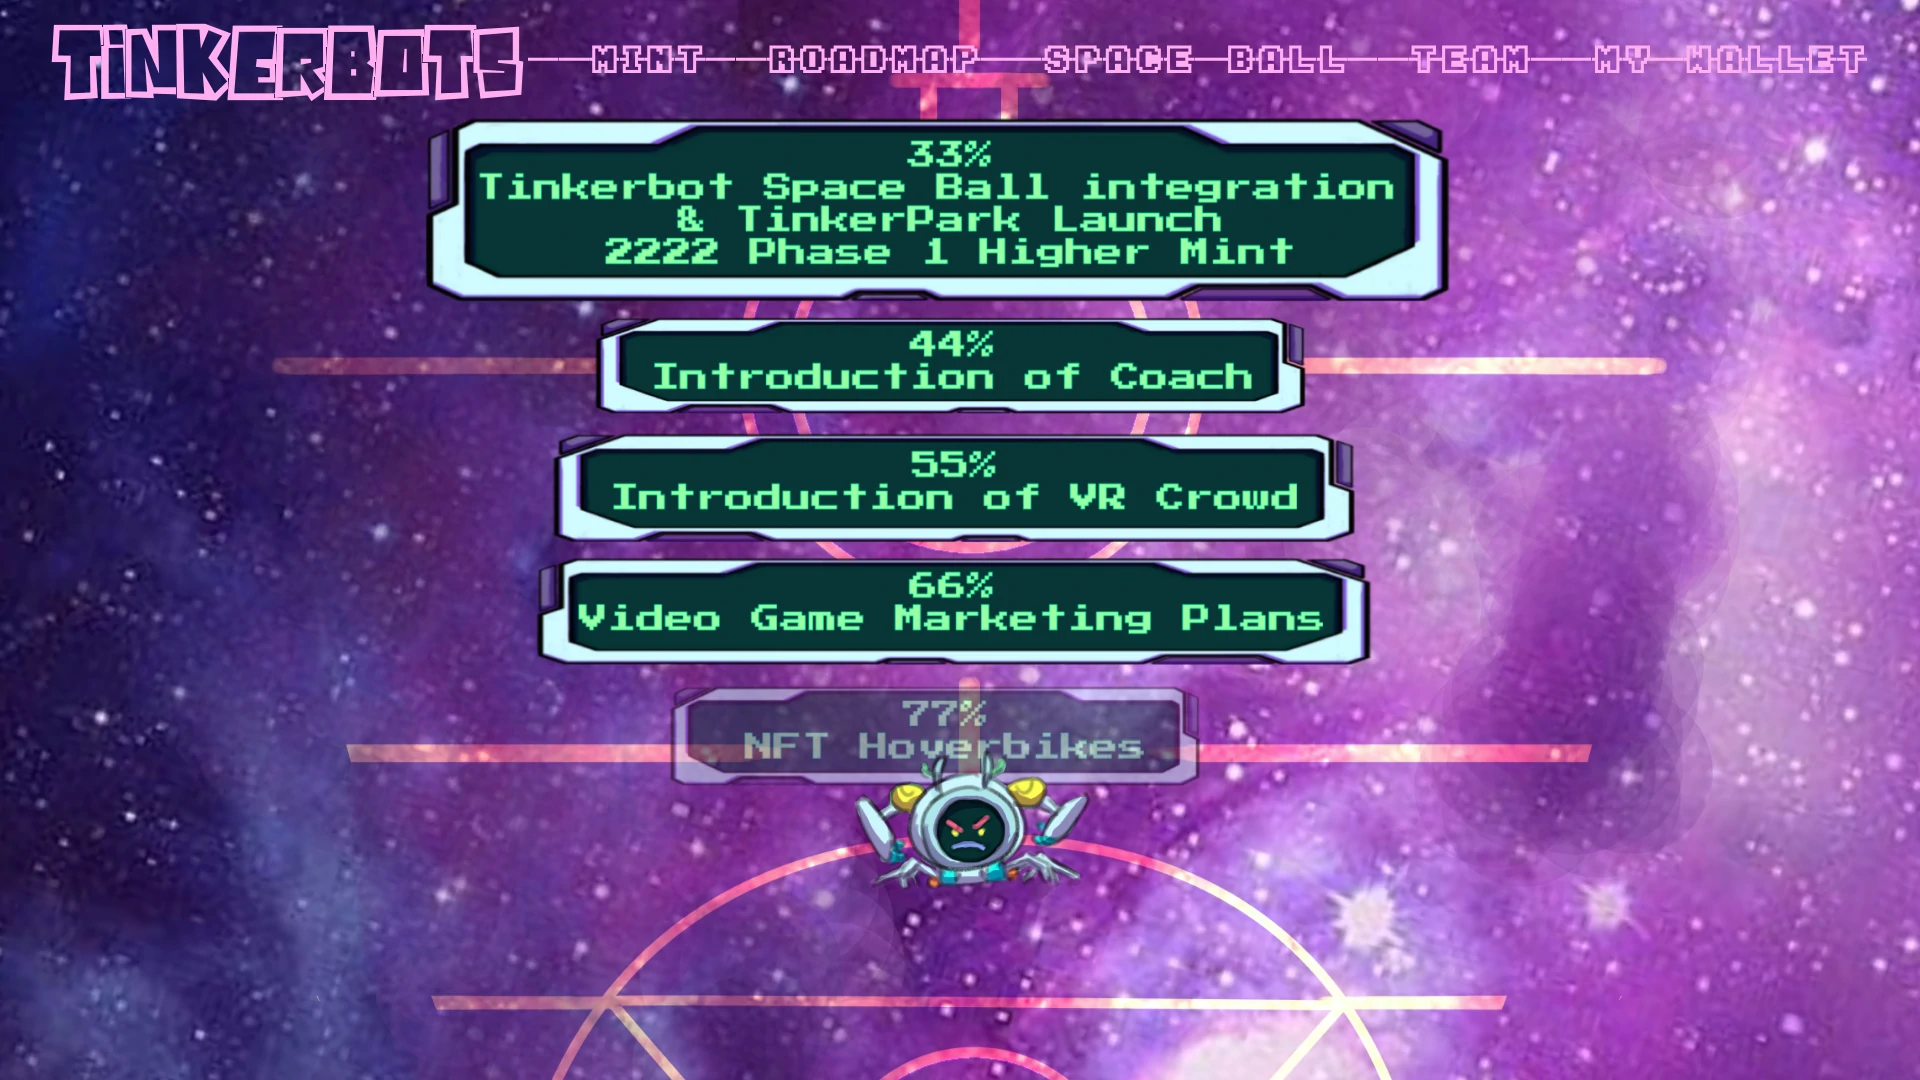 TINKERBOTS
MINT ROADMAP SPACE BALL TEAM MY WALLET
33%
Tinkerbot Space Ball integration
& TinkerPark Launch
2222 Phase 1 Higher Mint
44%
Introduction of Coach
55%
Introduction of VR Crowd
66%
Video Game Marketing Plans
77%
NFT Hoverbikes